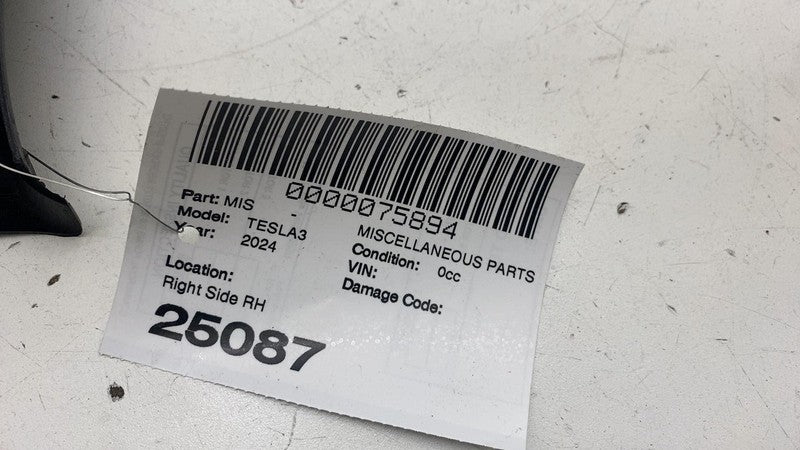 0000075894
Part: MIS - MISCELLANEOUS PARTS
Model: TESLA3 Condition: 0cc
Year: 2024 VIN:
Damage Code:
Location:
Right Side RH
25087